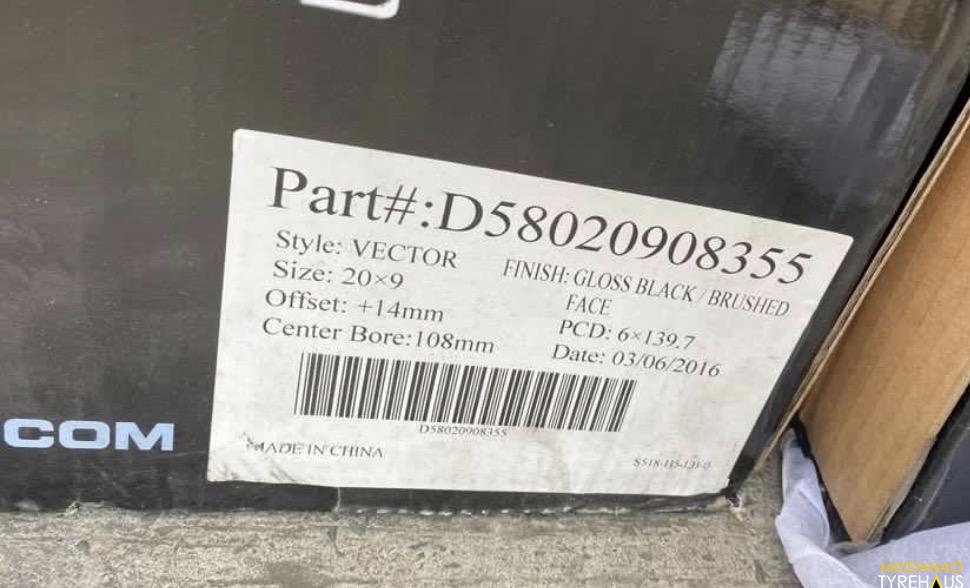 Part#:D58020908355
Style: VECTOR
FINISH: GLOSS BLACK / BRUSHED
FACE
Size: 20×9
Offset: +14mm
PCD: 6×139.7
Center Bore:108mm
Date: 03/06/2016
D58020908355
MADE IN CHINA
COM
MINDANAO
TYREHAUS